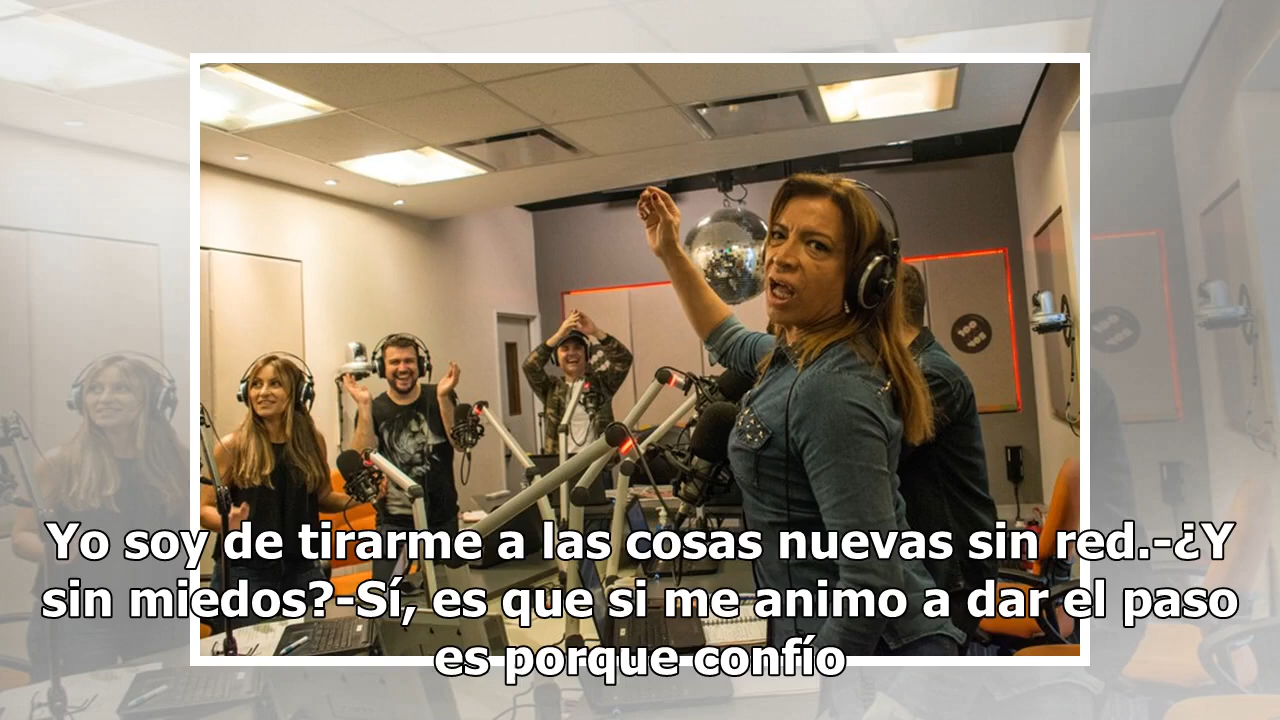 Yo soy de tirarme a las cosas nuevas sin red.-¿Y
sin miedos?-Sí, es que si me animo a dar el paso
es porque confío